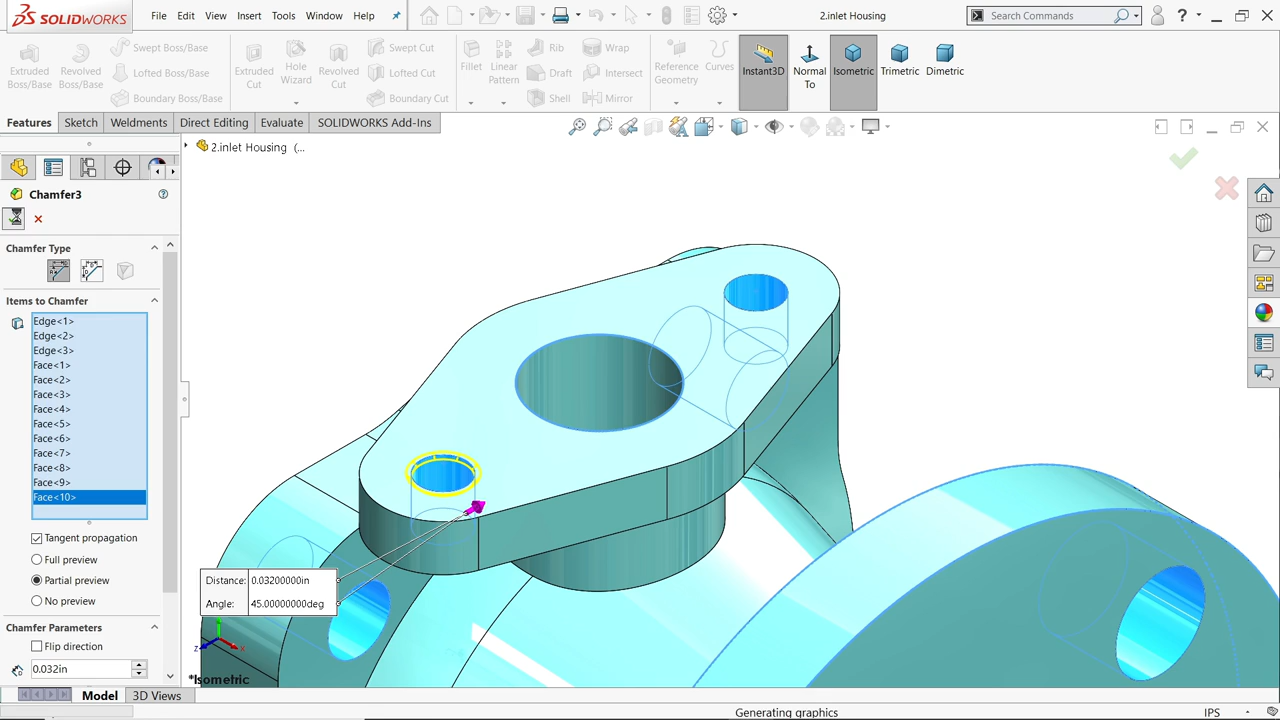 SOLIDWORKS File Edit View Insert Tools Window Help 2.inlet Housing Search Commands ?
Extruded Boss/Base
Revolved Boss/Base
Swept Boss/Base
Lofted Boss/Base
Boundary Boss/Base
Extruded Cut
Hole Wizard
Revolved Cut
Swept Cut
Lofted Cut
Boundary Cut
Fillet
Linear Pattern
Rib
Draft
Shell
Wrap
Intersect
Mirror
Reference Geometry
Curves
Instant3D
Normal To
Isometric
Trimetric
Dimetric
Features Sketch Weldments Direct Editing Evaluate SOLIDWORKS Add-Ins
2.inlet Housing (...
Chamfer3
Chamfer Type
Items to Chamfer
Edge<1>
Edge<2>
Edge<3>
Face<1>
Face<2>
Face<3>
Face<4>
Face<5>
Face<6>
Face<7>
Face<8>
Face<9>
Face<10>
Tangent propagation
Full preview
Partial preview
No preview
Chamfer Parameters
Flip direction
0.032in
Distance: 0.03200000in
Angle: 45.00000000deg
z x
*Isometric
Model 3D Views
Generating graphics IPS